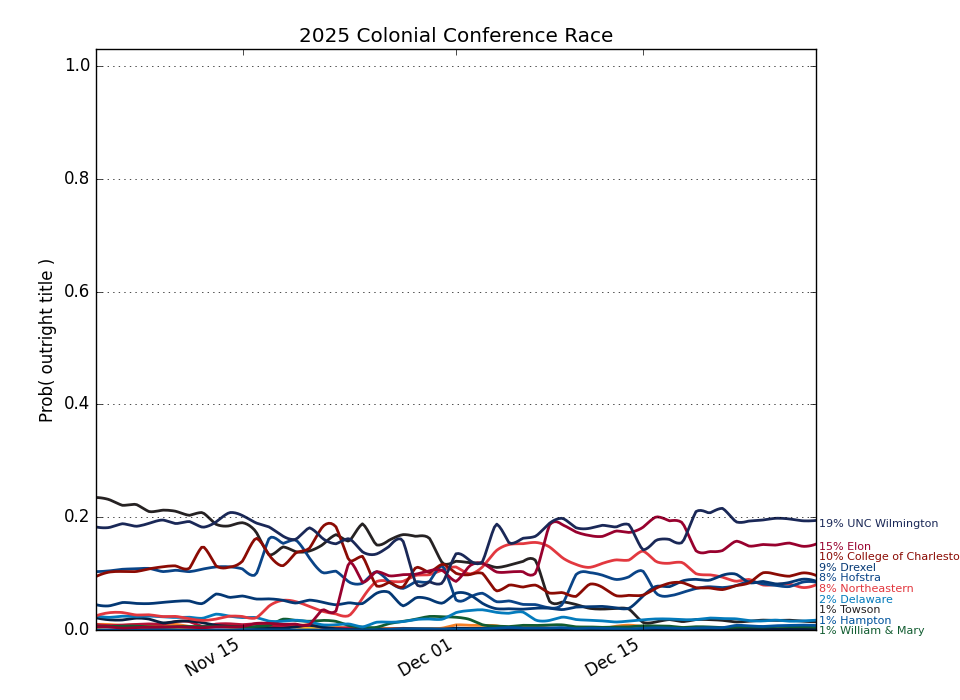 2025 Colonial Conference Race
Prob( outright title )
1.0
0.8
0.6
0.4
0.2
0.0
Nov 15
Dec 01
Dec 15
19% UNC Wilmington
15% Elon
10% College of Charlesto
9% Drexel
8% Hofstra
8% Northeastern
2% Delaware
1% Towson
1% Hampton
1% William & Mary